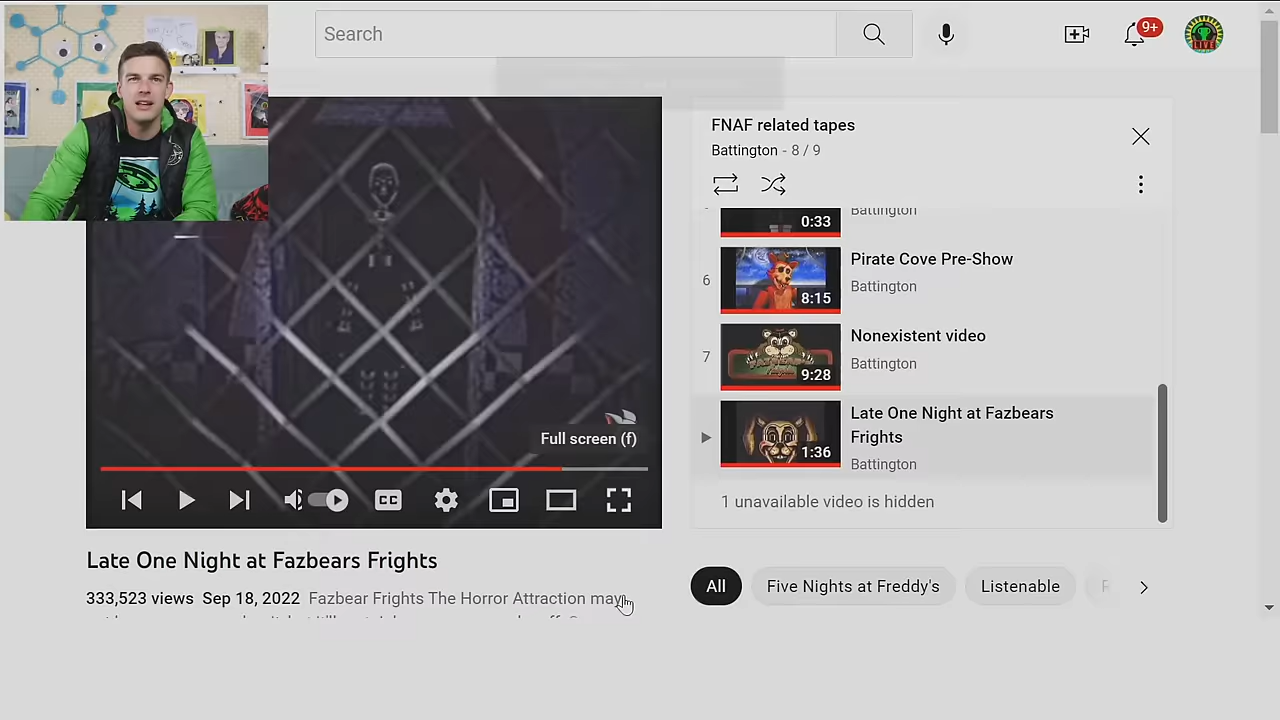 Search
9+
LIVE
FNAF related tapes
Battington - 8 / 9
0:33
Battington
6
8:15
Pirate Cove Pre-Show
Battington
7
9:28
Nonexistent video
Battington
1:36
Late One Night at Fazbears
Frights
Battington
1 unavailable video is hidden
Full screen (f)
CC
Late One Night at Fazbears Frights
333,523 views Sep 18, 2022 Fazbear Frights The Horror Attraction may
All
Five Nights at Freddy's
Listenable